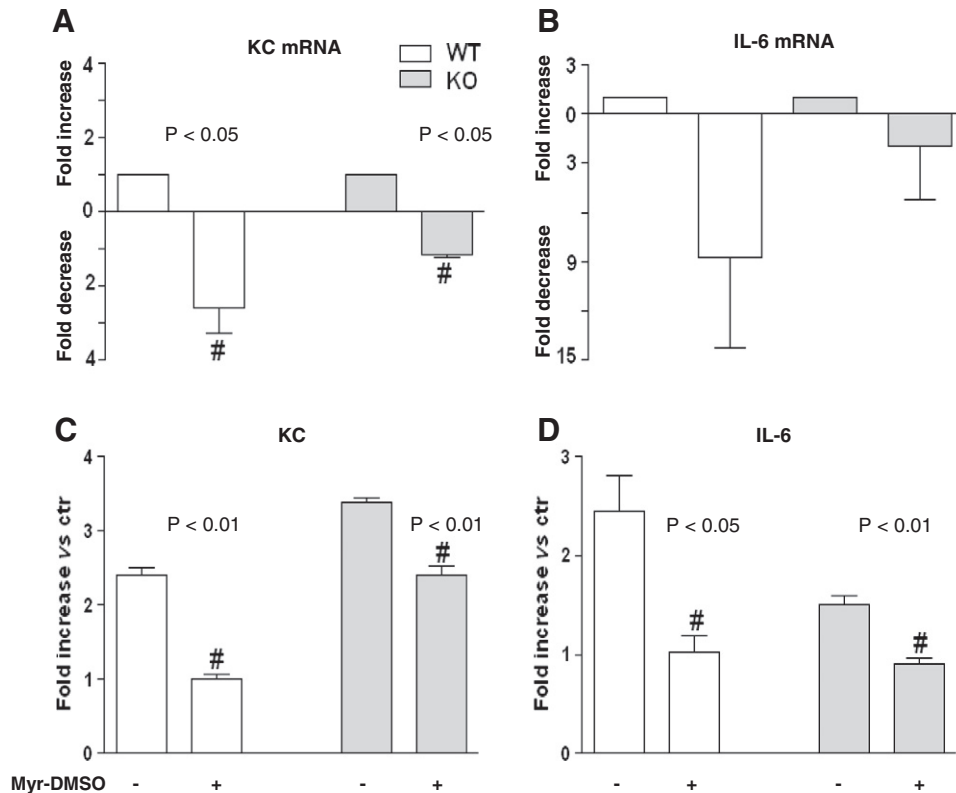 A
KC mRNA
WT
KO
Fold increase
Fold decrease
4
2
0
2
4
P < 0.05
P < 0.05
#
#
B
IL-6 mRNA
Fold increase
Fold decrease
3
0
3
9
15
C
KC
Fold increase vs ctr
4
3
2
1
0
P < 0.01
P < 0.01
#
#
D
IL-6
Fold increase vs ctr
3
2
1
0
P < 0.05
P < 0.01
#
#
Myr-DMSO - + - + - + - +